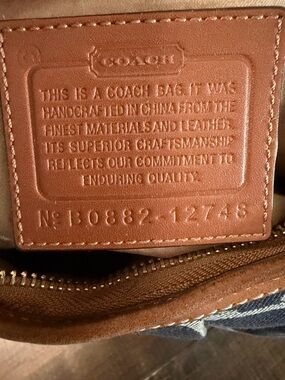 COACH
THIS IS A COACH BAG. IT WAS
HANDCRAFTED IN CHINA FROM THE
FINEST MATERIALS AND LEATHER.
ITS SUPERIOR CRAFTSMANSHIP
REFLECTS OUR COMMITMENT TO
ENDURING QUALITY.
No B0882-12748